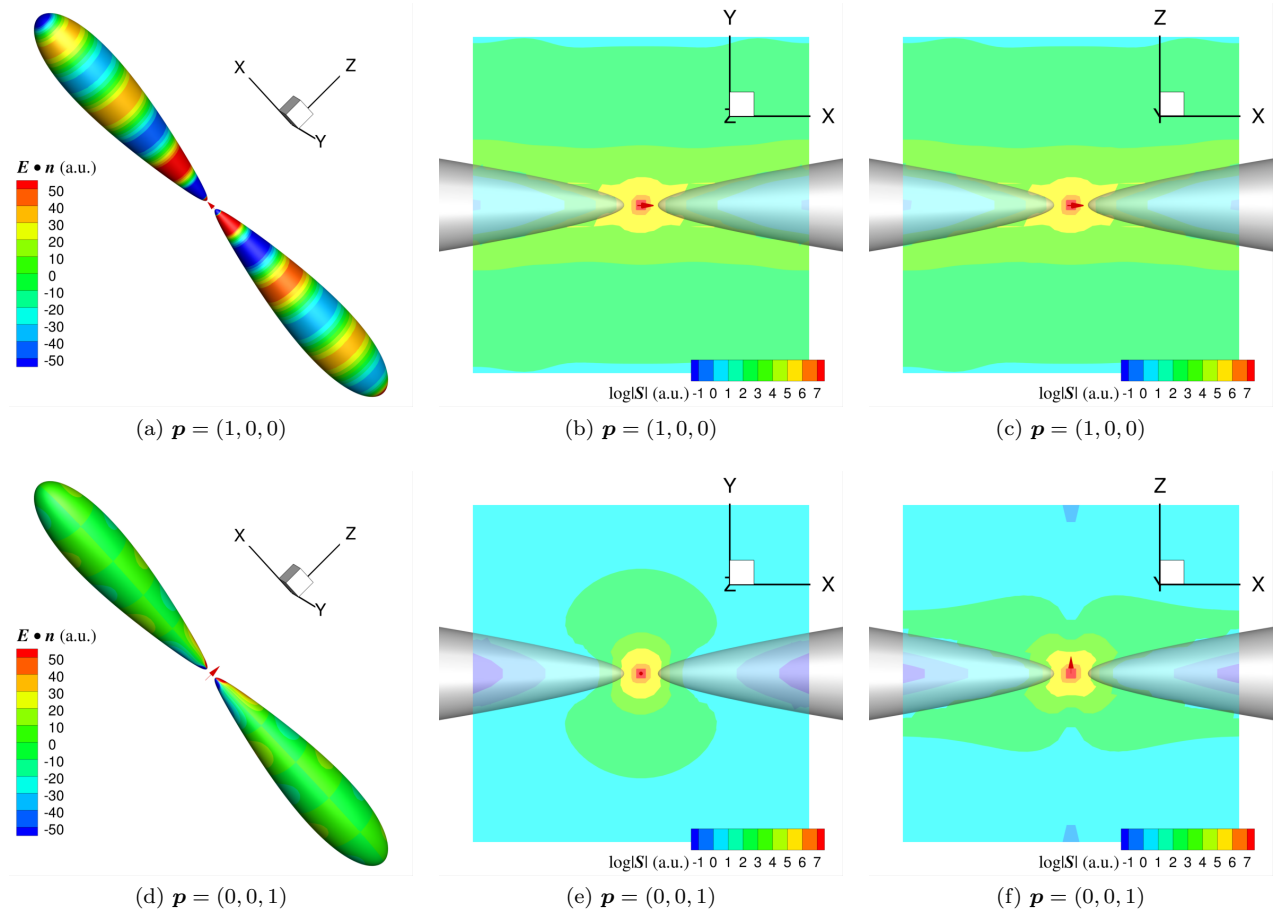 X
Z
Y
E • n (a.u.)
50
40
30
20
10
0
-10
-20
-30
-40
-50
(a) p = (1, 0, 0)
Y
Z
X
log|S| (a.u.) -1 0 1 2 3 4 5 6 7
(b) p = (1, 0, 0)
Z
Y
X
log|S| (a.u.) -1 0 1 2 3 4 5 6 7
(c) p = (1, 0, 0)
X
Z
Y
E • n (a.u.)
50
40
30
20
10
0
-10
-20
-30
-40
-50
(d) p = (0, 0, 1)
Y
Z
X
log|S| (a.u.) -1 0 1 2 3 4 5 6 7
(e) p = (0, 0, 1)
Z
Y
X
log|S| (a.u.) -1 0 1 2 3 4 5 6 7
(f) p = (0, 0, 1)